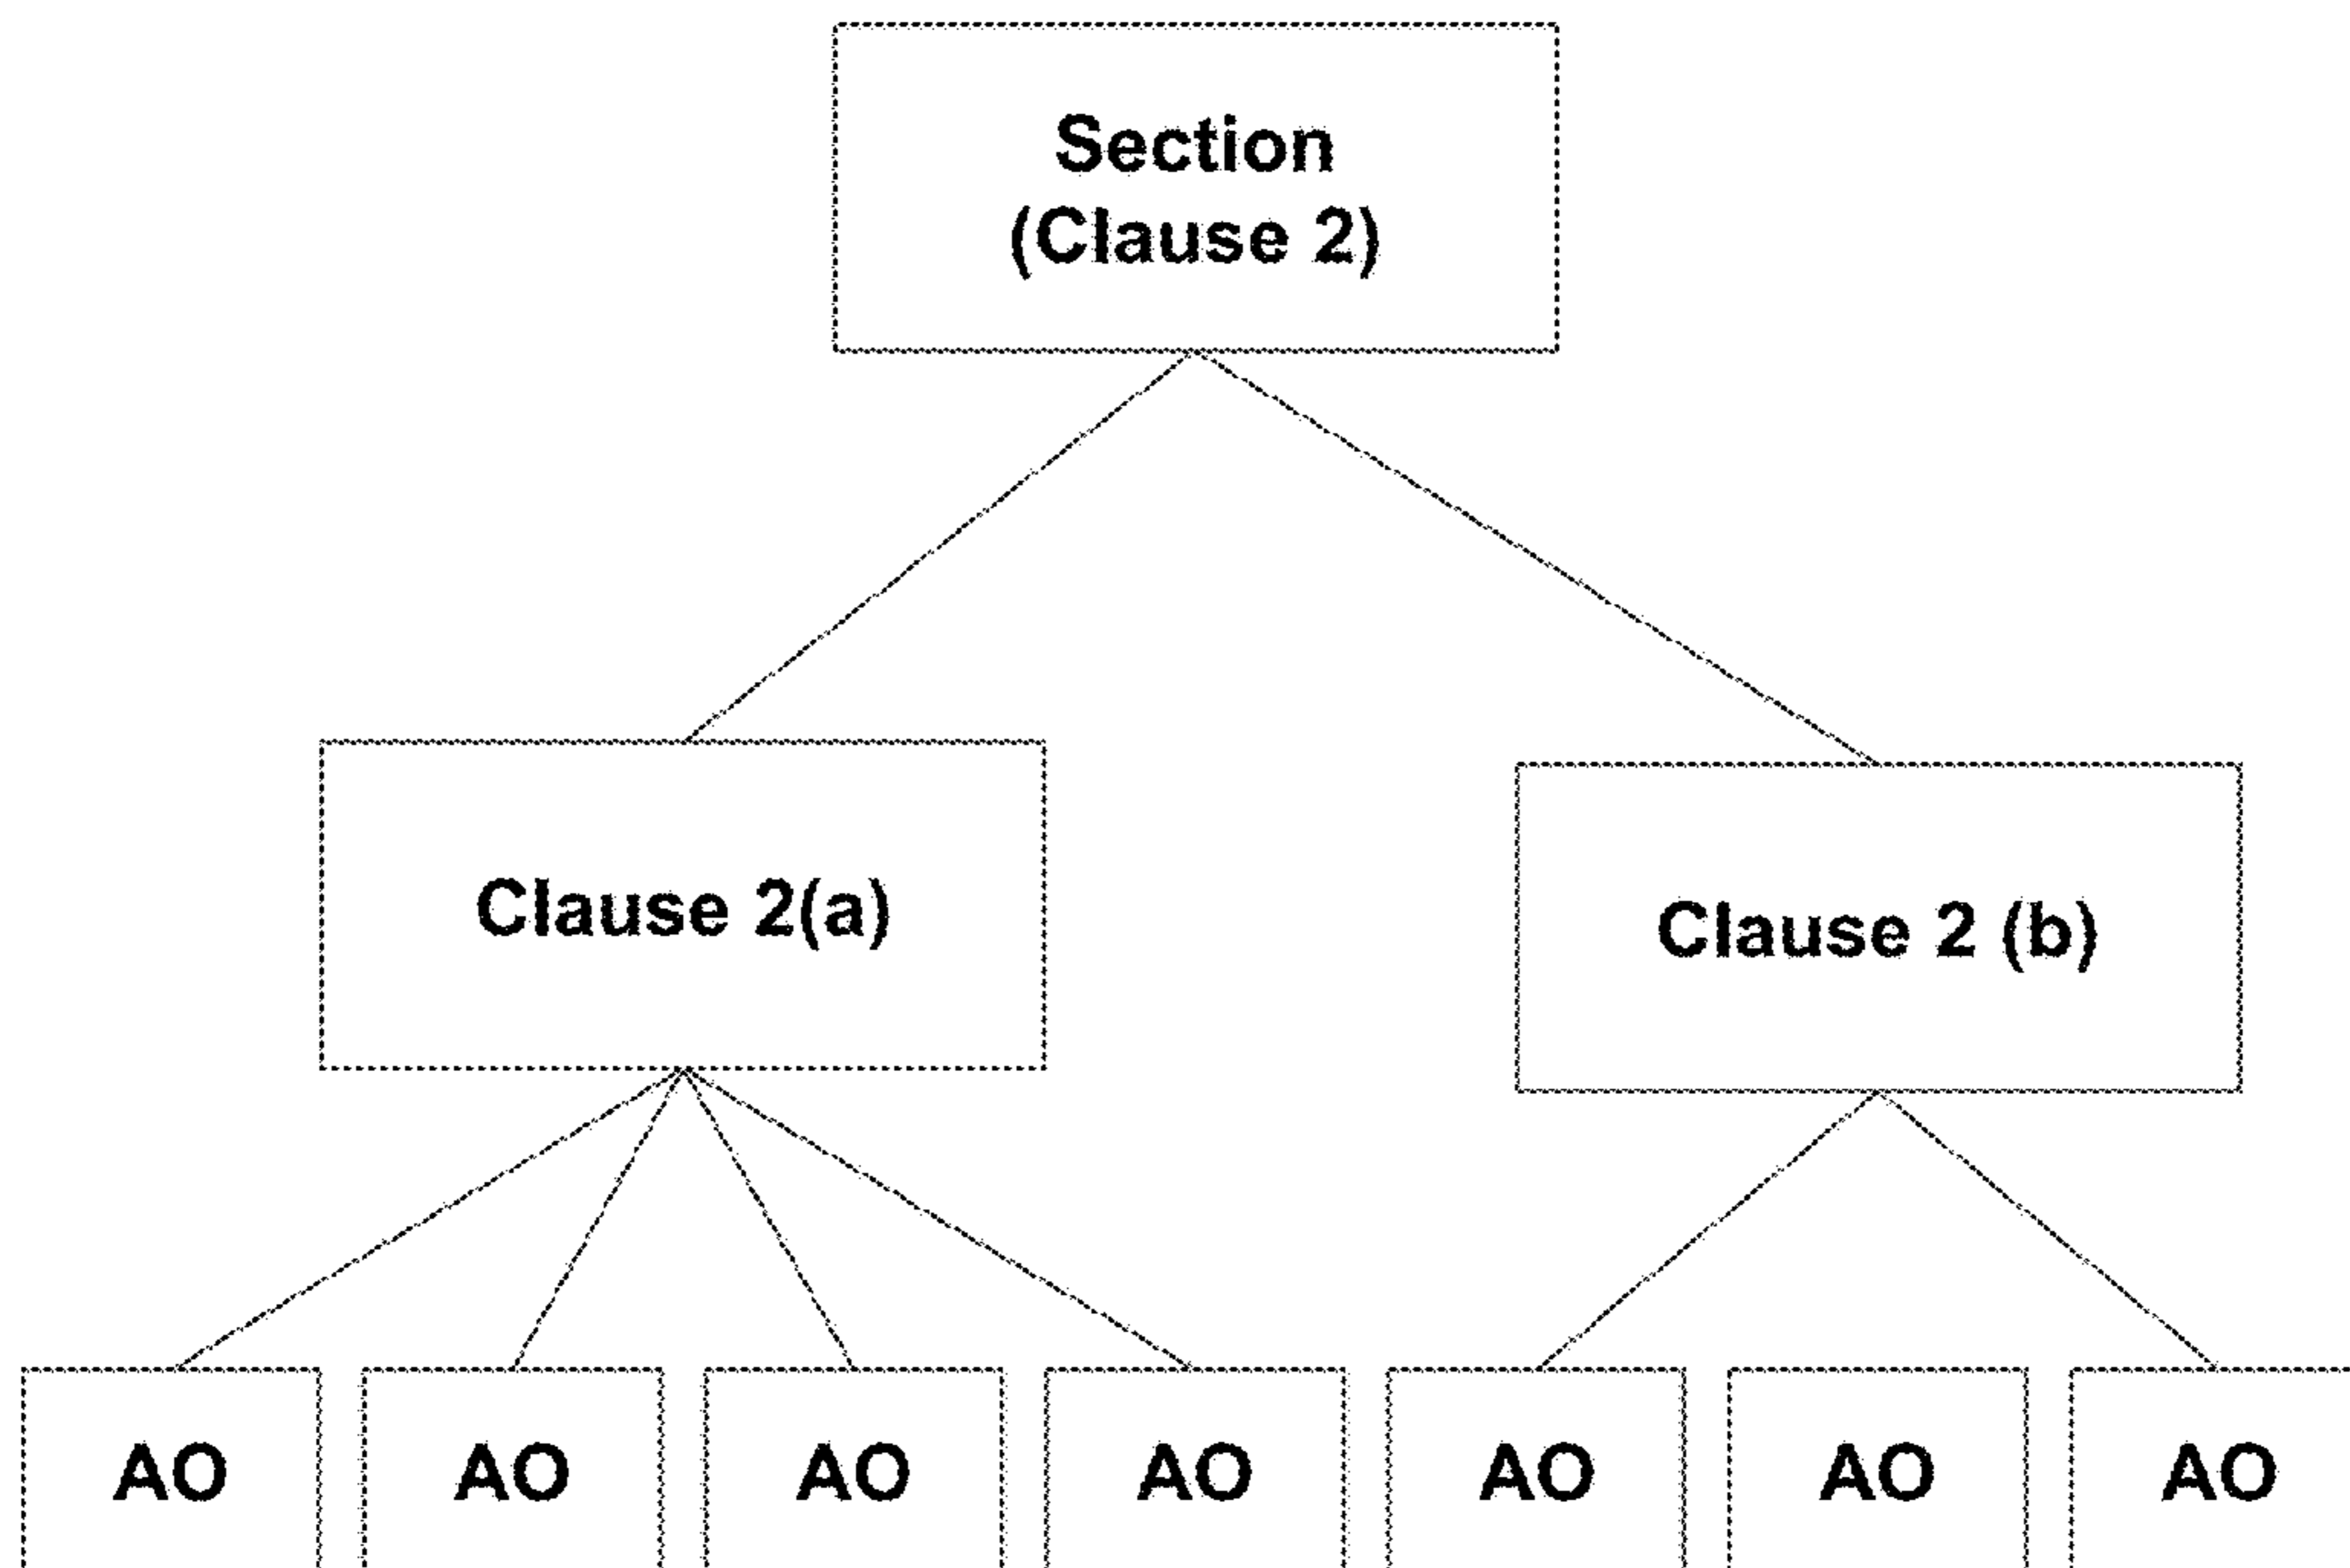 Section
(Clause 2)
Clause 2(a)
Clause 2 (b)
AO
AO
AO
AO
AO
AO
AO